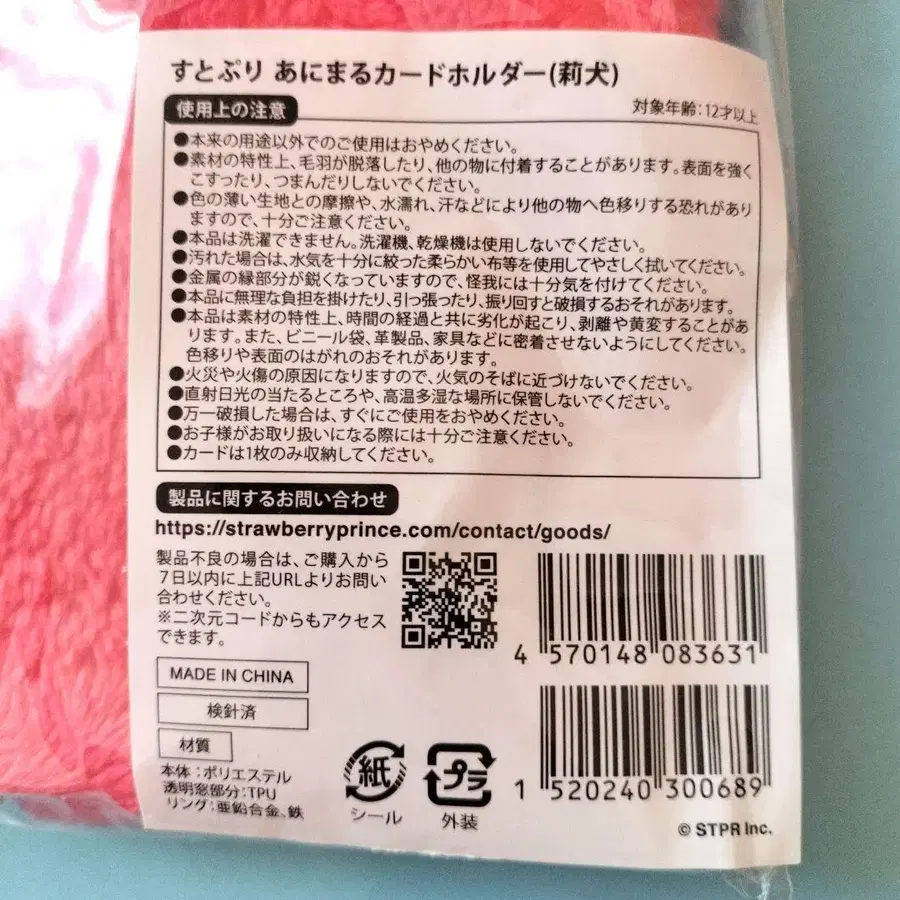 すとぷり あにまるカードホルダー(莉犬)
使用上の注意
対象年齢:12才以上
●本来の用途以外でのご使用はおやめください。
●素材の特性上、毛羽が脱落したり、他の物に付着することがあります。表面を強く
こすったり、つまんだりしないでください。
●色の薄い生地との摩擦や、水濡れ、汗などにより他の物へ色移りする恐れがあり
ますので、十分ご注意ください。
●本品は洗濯できません。洗濯機、乾燥機は使用しないでください。
●汚れた場合は、水気を十分に絞った柔らかい布等を使用してやさしく拭いてください。
●金属の縁部分が鋭くなっていますので、怪我には十分気を付けてください。
●本品に無理な負担を掛けたり、引っ張ったり、振り回すと破損するおそれがあります。
●本品は素材の特性上、時間の経過と共に劣化が起こり、剥離や黄変することがあ
ります。また、ビニール袋、革製品、家具などに密着させないようにしてください。
色移りや表面のはがれのおそれがあります。
●火災や火傷の原因になりますので、火気のそばに近づけないでください。
●直射日光の当たるところや、高温多湿な場所に保管しないでください。
●万一破損した場合は、すぐにご使用をおやめください。
●お子様がお取り扱いになる際には十分ご注意ください。
●カードは1枚のみ収納してください。
製品に関するお問い合わせ
https://strawberryprince.com/contact/goods/
製品不良の場合は、ご購入から
7日以内に上記URLよりお問い
合わせください。
※二次元コードからもアクセス
できます。
4 570148 083631
MADE IN CHINA
検針済
材質
本体:ポリエステル
透明窓部分:TPU
リング:亜鉛合金、鉄
紙
シール
プラ
外装
1 520240 300689
© STPR Inc.